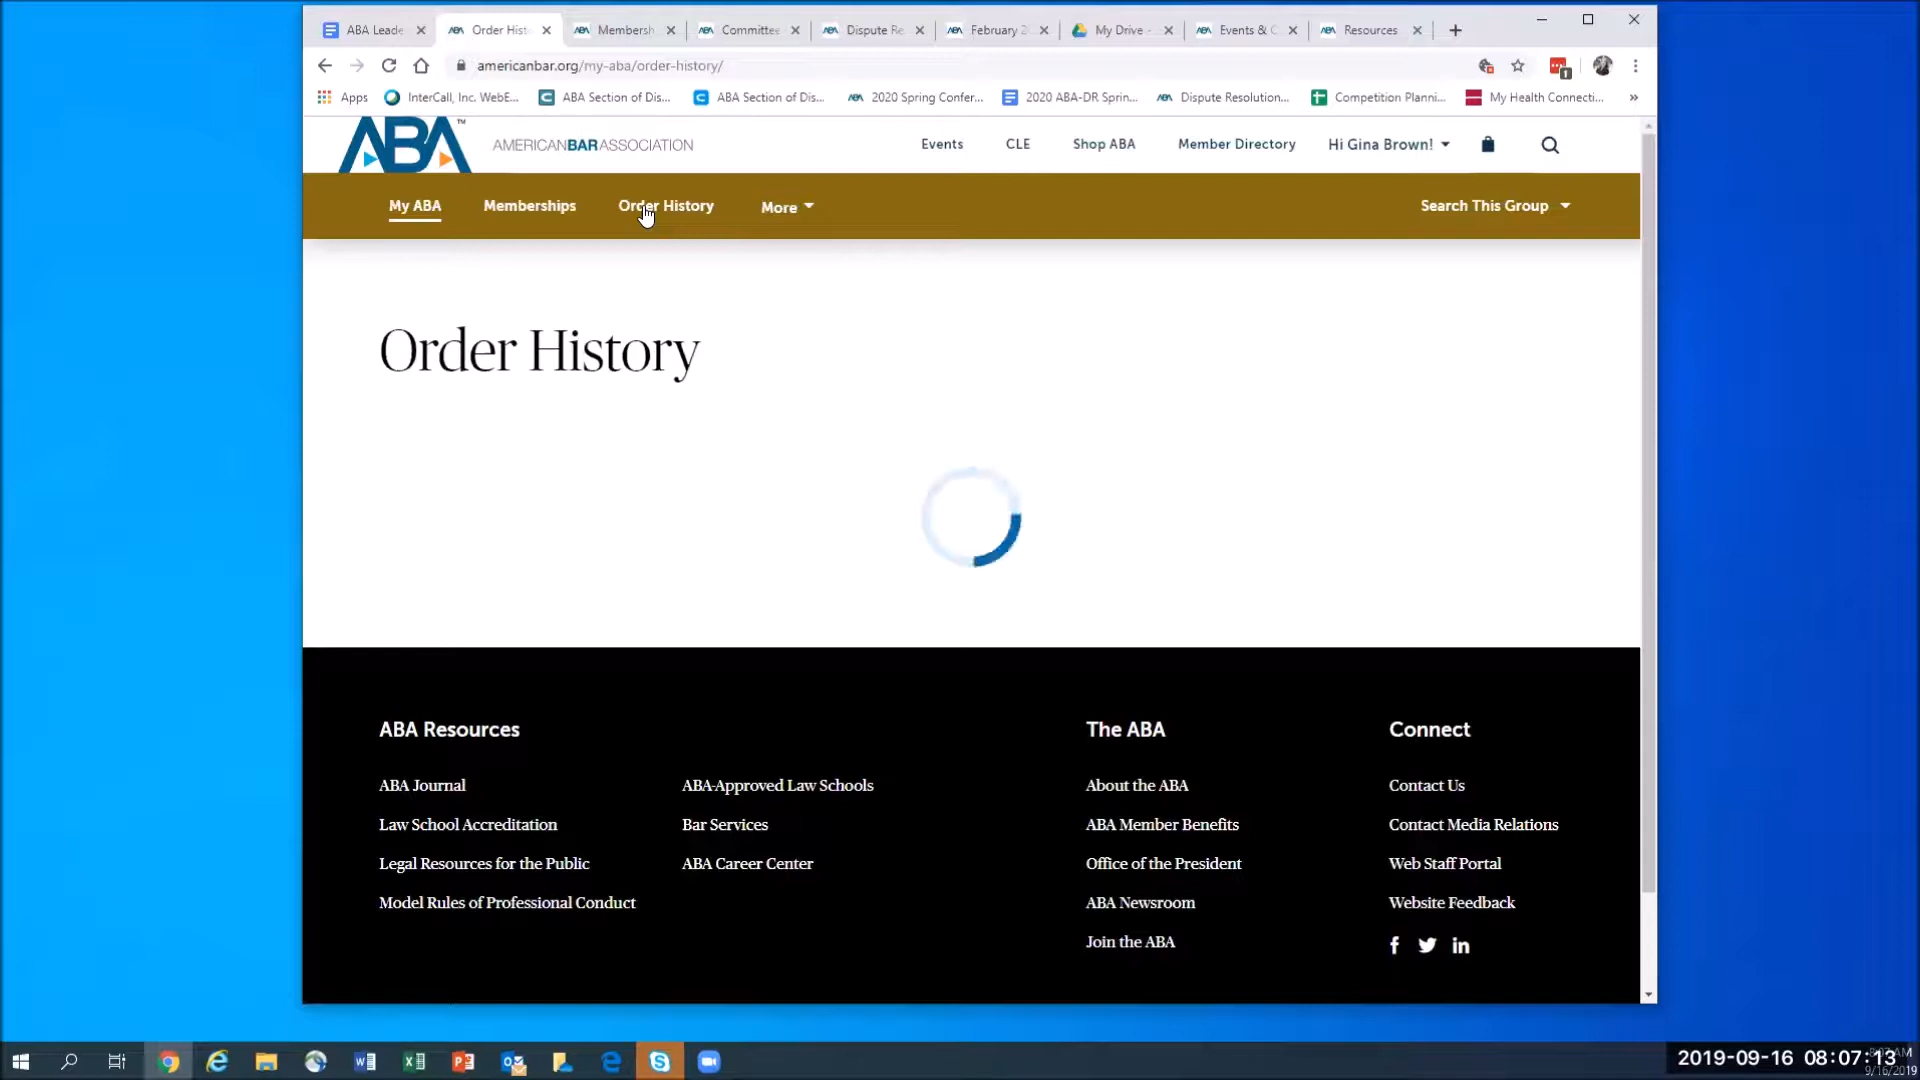 ABA Leade
Order Hist
Membersh
Committee
Dispute Re
February 2
My Drive -
Events & C
Resources
americanbar.org/my-aba/order-history/
Apps
InterCall, Inc. WebE...
ABA Section of Dis...
ABA Section of Dis...
2020 Spring Confer...
2020 ABA-DR Sprin...
Dispute Resolution...
Competition Planni...
My Health Connecti...
»
ABA™
AMERICANBARASSOCIATION
Events
CLE
Shop ABA
Member Directory
Hi Gina Brown!
My ABA
Memberships
Order History
More
Search This Group
Order History
ABA Resources
The ABA
Connect
ABA Journal
ABA-Approved Law Schools
About the ABA
Contact Us
Law School Accreditation
Bar Services
ABA Member Benefits
Contact Media Relations
Legal Resources for the Public
ABA Career Center
Office of the President
Web Staff Portal
Model Rules of Professional Conduct
ABA Newsroom
Website Feedback
Join the ABA
2019-09-16 08:07:13
9/16/2019